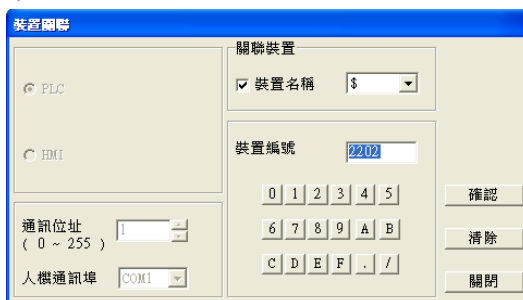 裝置關聯
PLC
HMI
通訊位址
( 0 ~ 255 )
1
人機通訊埠
COM1
關聯裝置
裝置名稱
$
裝置編號
2202
0 1 2 3 4 5
6 7 8 9 A B
C D E F . /
確認
清除
關閉